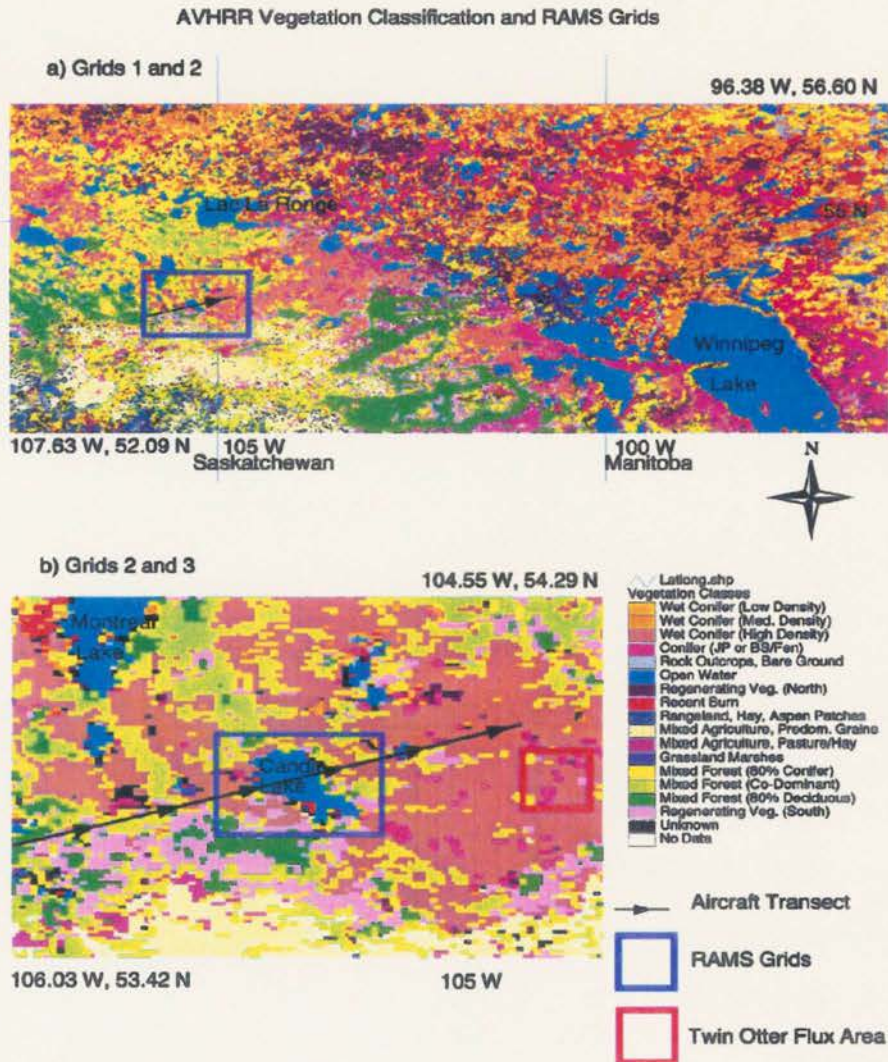 AVHRR Vegetation Classification and RAMS Grids
a) Grids 1 and 2
96.38 W, 56.60 N
Lac La Ronge
55 N
Winnipeg
Lake
107.63 W, 52.09 N
105 W
100 W
Saskatchewan
Manitoba
N
b) Grids 2 and 3
104.55 W, 54.29 N
Montreal
Lake
Candle
Lake
106.03 W, 53.42 N
105 W
Latlong.shp
Vegetation Classes
Wet Conifer (Low Density)
Wet Conifer (Med. Density)
Wet Conifer (High Density)
Conifer (JP or BS/Fen)
Rock Outcrops, Bare Ground
Open Water
Regenerating Veg. (North)
Recent Burn
Rangeland, Hay, Aspen Patches
Mixed Agriculture, Predom. Grains
Mixed Agriculture, Pasture/Hay
Grassland Marshes
Mixed Forest (80% Conifer)
Mixed Forest (Co-Dominant)
Mixed Forest (80% Deciduous)
Regenerating Veg. (South)
Unknown
No Data
Aircraft Transect
RAMS Grids
Twin Otter Flux Area